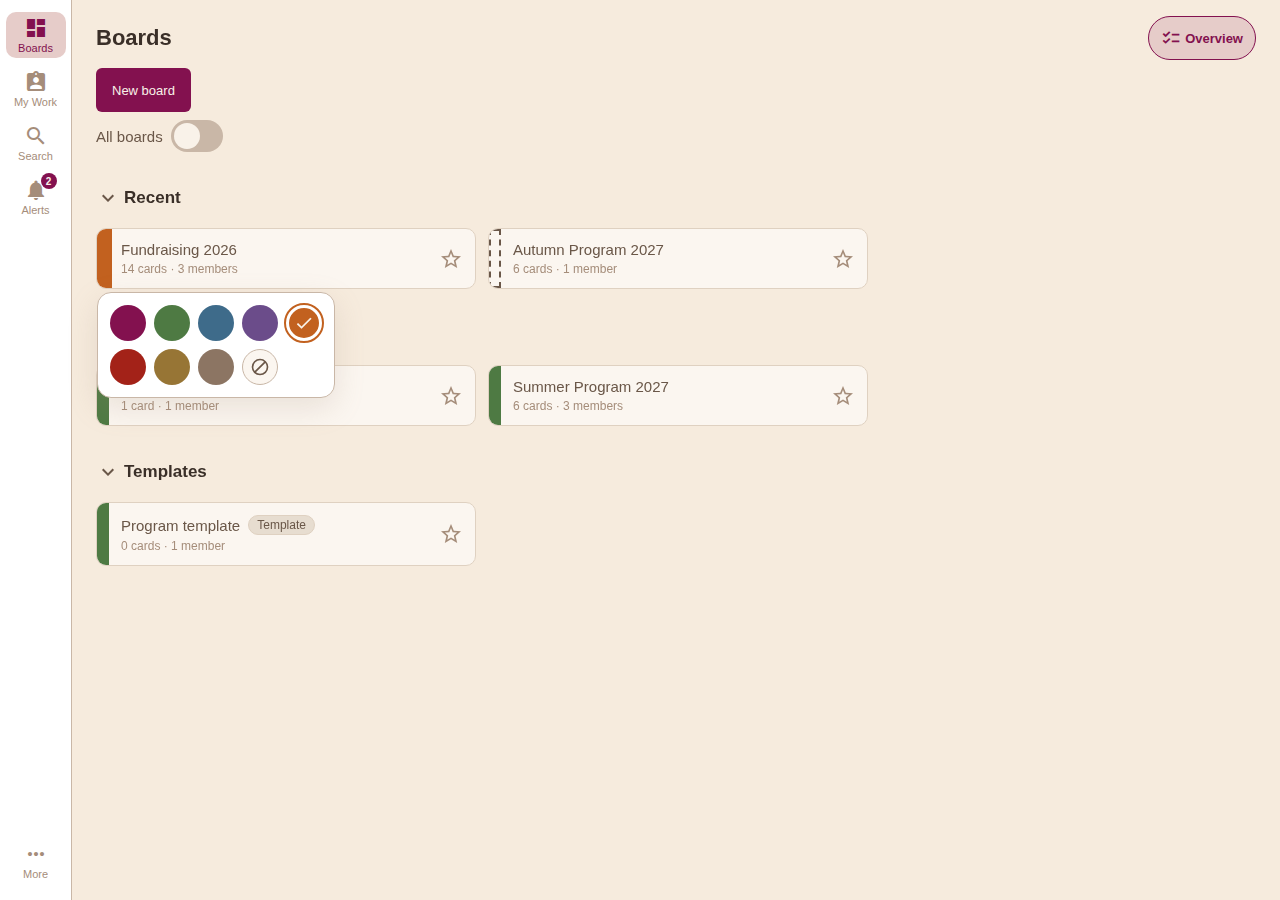 Boards
My Work
Search
2
Alerts
More
Boards
Overview
New board
All boards
Recent
Fundraising 2026
14 cards · 3 members
Autumn Program 2027
6 cards · 1 member
1 card · 1 member
Summer Program 2027
6 cards · 3 members
Templates
Program template
Template
0 cards · 1 member